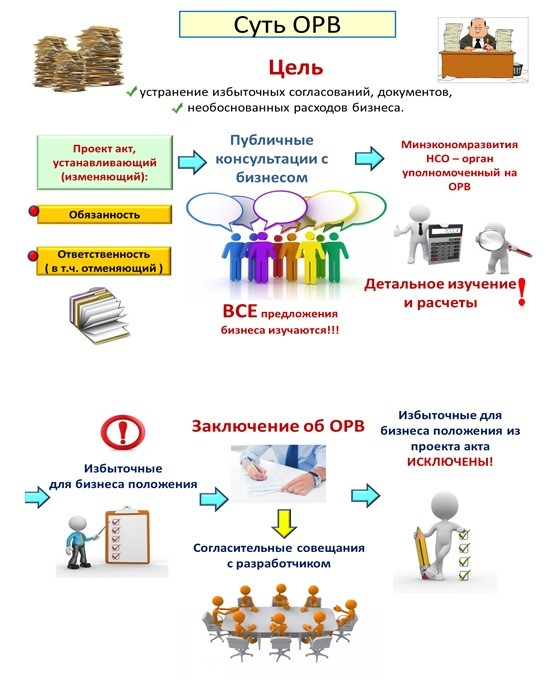 Суть ОРВ
Цель
устранение избыточных согласований, документов,
необоснованных расходов бизнеса.
Проект акт,
устанавливающий
(изменяющий):
Обязанность
Ответственность
( в т.ч. отменяющий )
Публичные
консультации с
бизнесом
ВСЕ предложения
бизнеса изучаются!!!
Минэкономразвития
НСО – орган
уполномоченный на
ОРВ
Детальное изучение
и расчеты
Избыточные
для бизнеса положения
Заключение об ОРВ
Согласительные совещания
с разработчиком
Избыточные для
бизнеса положения из
проекта акта
ИСКЛЮЧЕНЫ!